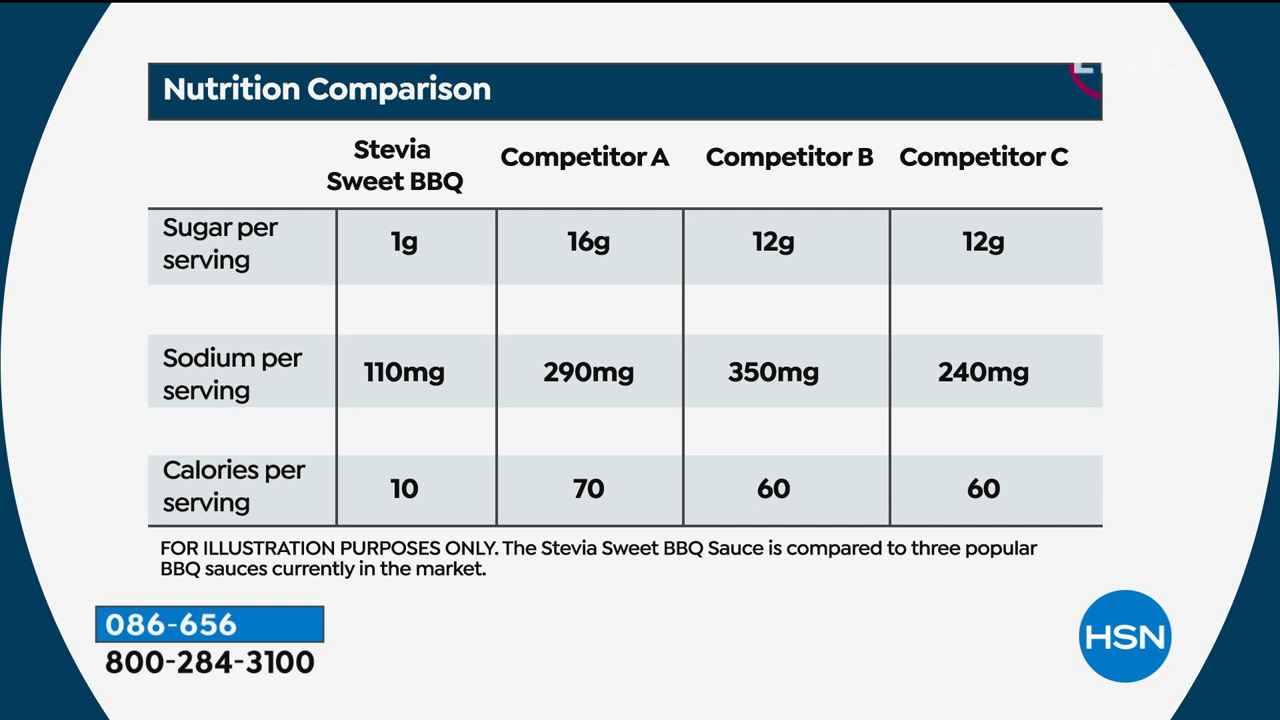 LIVE
Nutrition Comparison
Stevia
Sweet BBQ
Competitor A
Competitor B
Competitor C
Sugar per
serving
1g
16g
12g
12g
Sodium per
serving
110mg
290mg
350mg
240mg
Calories per
serving
10
70
60
60
FOR ILLUSTRATION PURPOSES ONLY. The Stevia Sweet BBQ Sauce is compared to three popular
BBQ sauces currently in the market.
086-656
800-284-3100
HSN